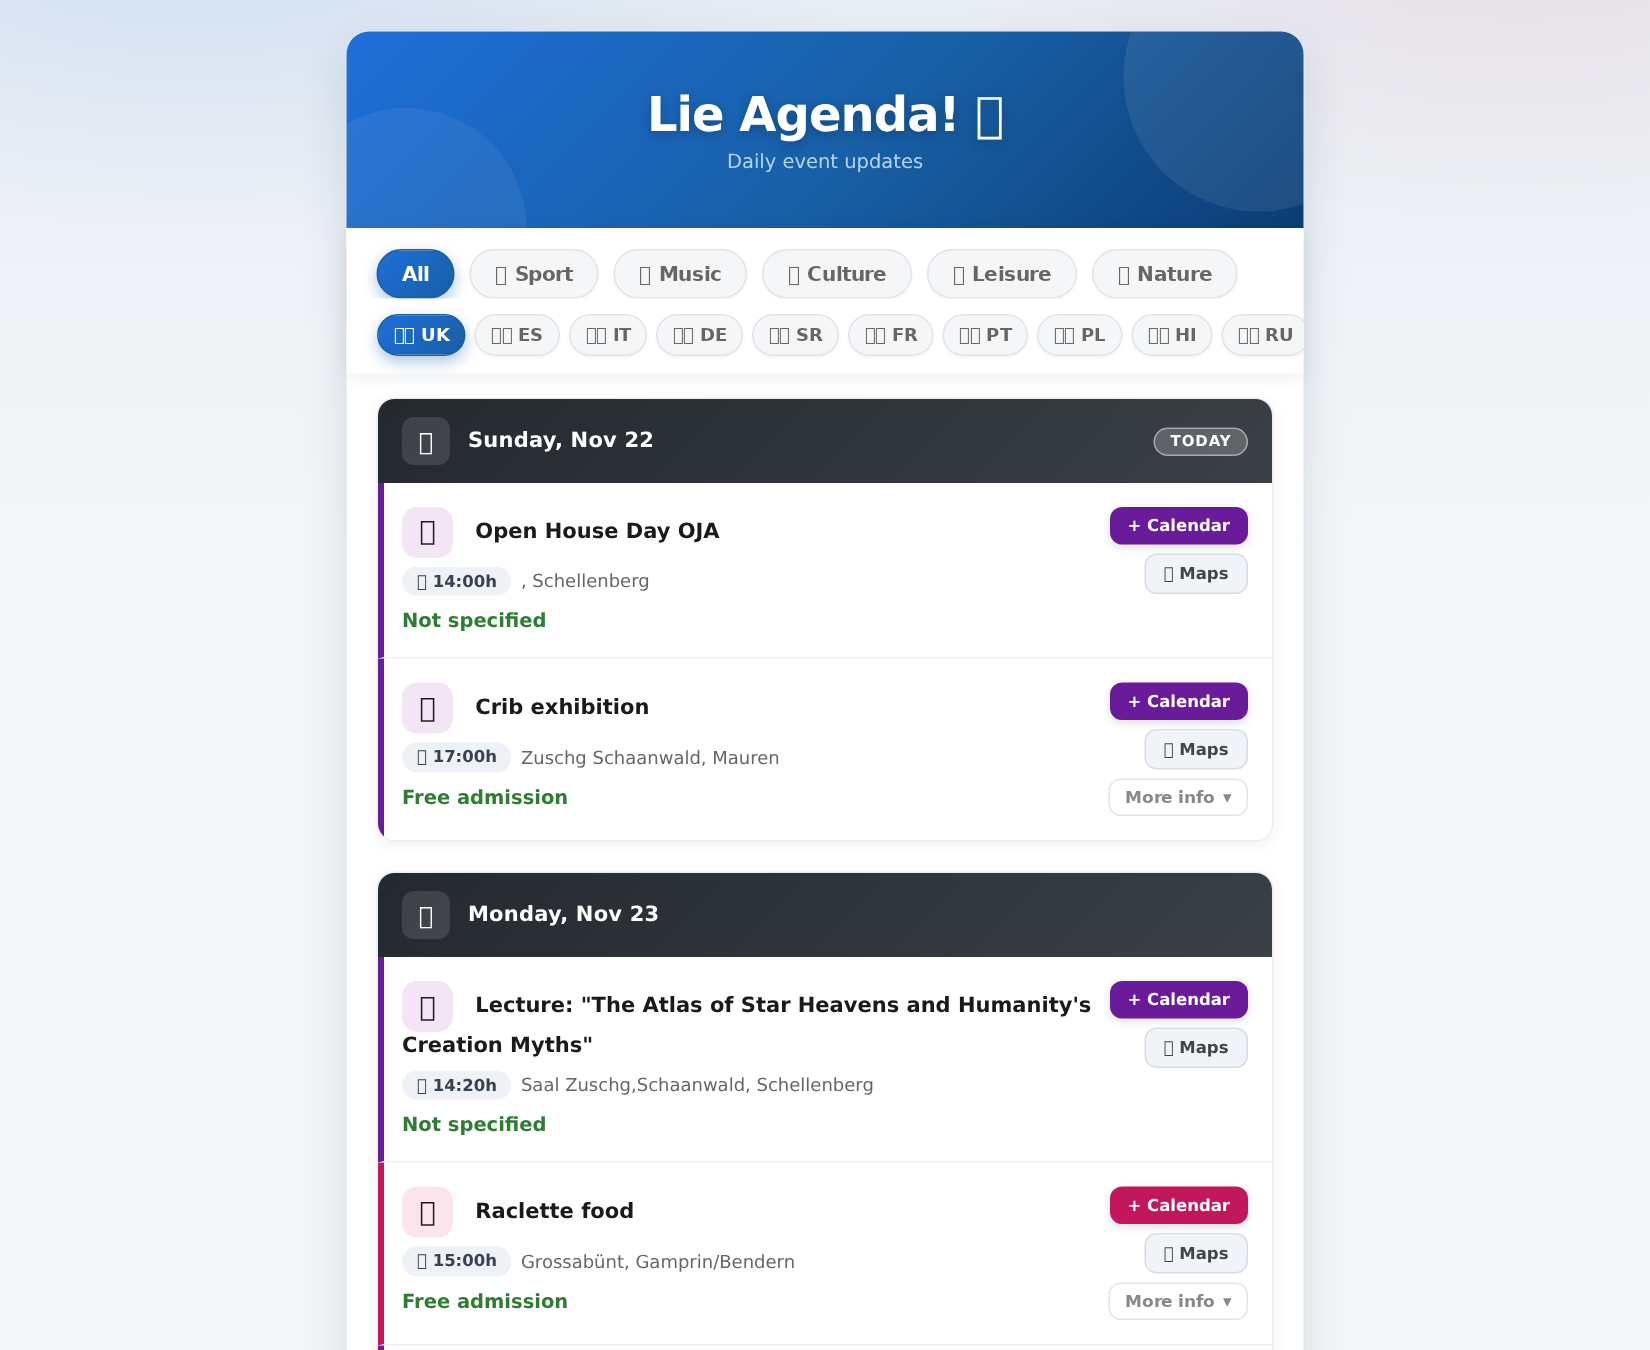 Lie Agenda!
Daily event updates
All Sport Music Culture Leisure Nature
UK ES IT DE SR FR PT PL HI RU
Sunday, Nov 22 TODAY
Open House Day OJA + Calendar
14:00h , Schellenberg Maps
Not specified
Crib exhibition + Calendar
17:00h Zuschg Schaanwald, Mauren Maps
Free admission More info ▾
Monday, Nov 23
Lecture: "The Atlas of Star Heavens and Humanity's + Calendar
Creation Myths" Maps
14:20h Saal Zuschg,Schaanwald, Schellenberg
Not specified
Raclette food + Calendar
15:00h Grossabünt, Gamprin/Bendern Maps
Free admission More info ▾